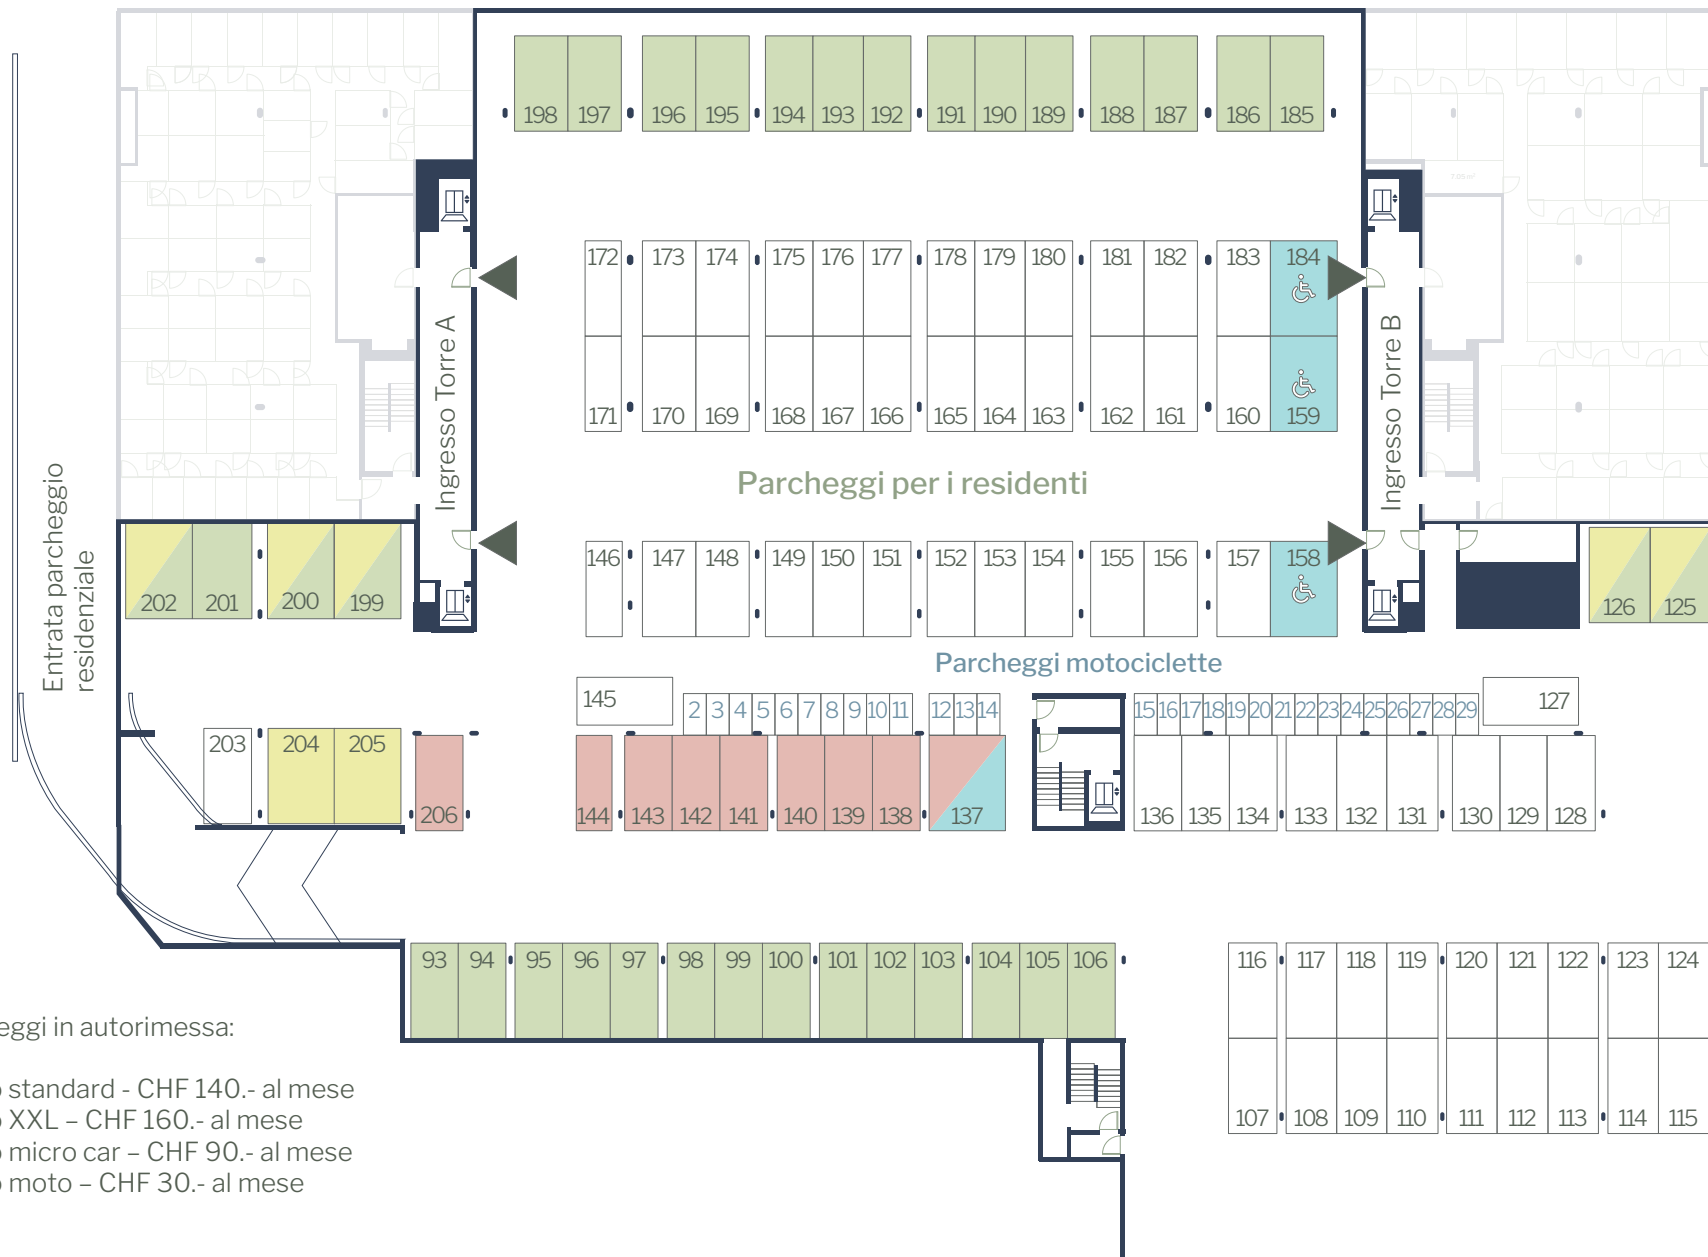 198 197 196 195 194 193 192 191 190 189 188 187 186 185
172 173 174 175 176 177 178 179 180 181 182 183 184
171 170 169 168 167 166 165 164 163 162 161 160 159
Ingresso Torre A
Ingresso Torre B
Parcheggi per i residenti
Entrata parcheggio
residenziale
146 147 148 149 150 151 152 153 154 155 156 157 158
202 201 200 199
126 125
Parcheggi motociclette
145 2 3 4 5 6 7 8 9 10 11 12 13 14 15 16 17 18 19 20 21 22 23 24 25 26 27 28 29 127
203 204 205
206 144 143 142 141 140 139 138 137 136 135 134 133 132 131 130 129 128
93 94 95 96 97 98 99 100 101 102 103 104 105 106 116 117 118 119 120 121 122 123 124
107 108 109 110 111 112 113 114 115
eggi in autorimessa:
o standard - CHF 140.- al mese
o XXL – CHF 160.- al mese
o micro car – CHF 90.- al mese
o moto – CHF 30.- al mese